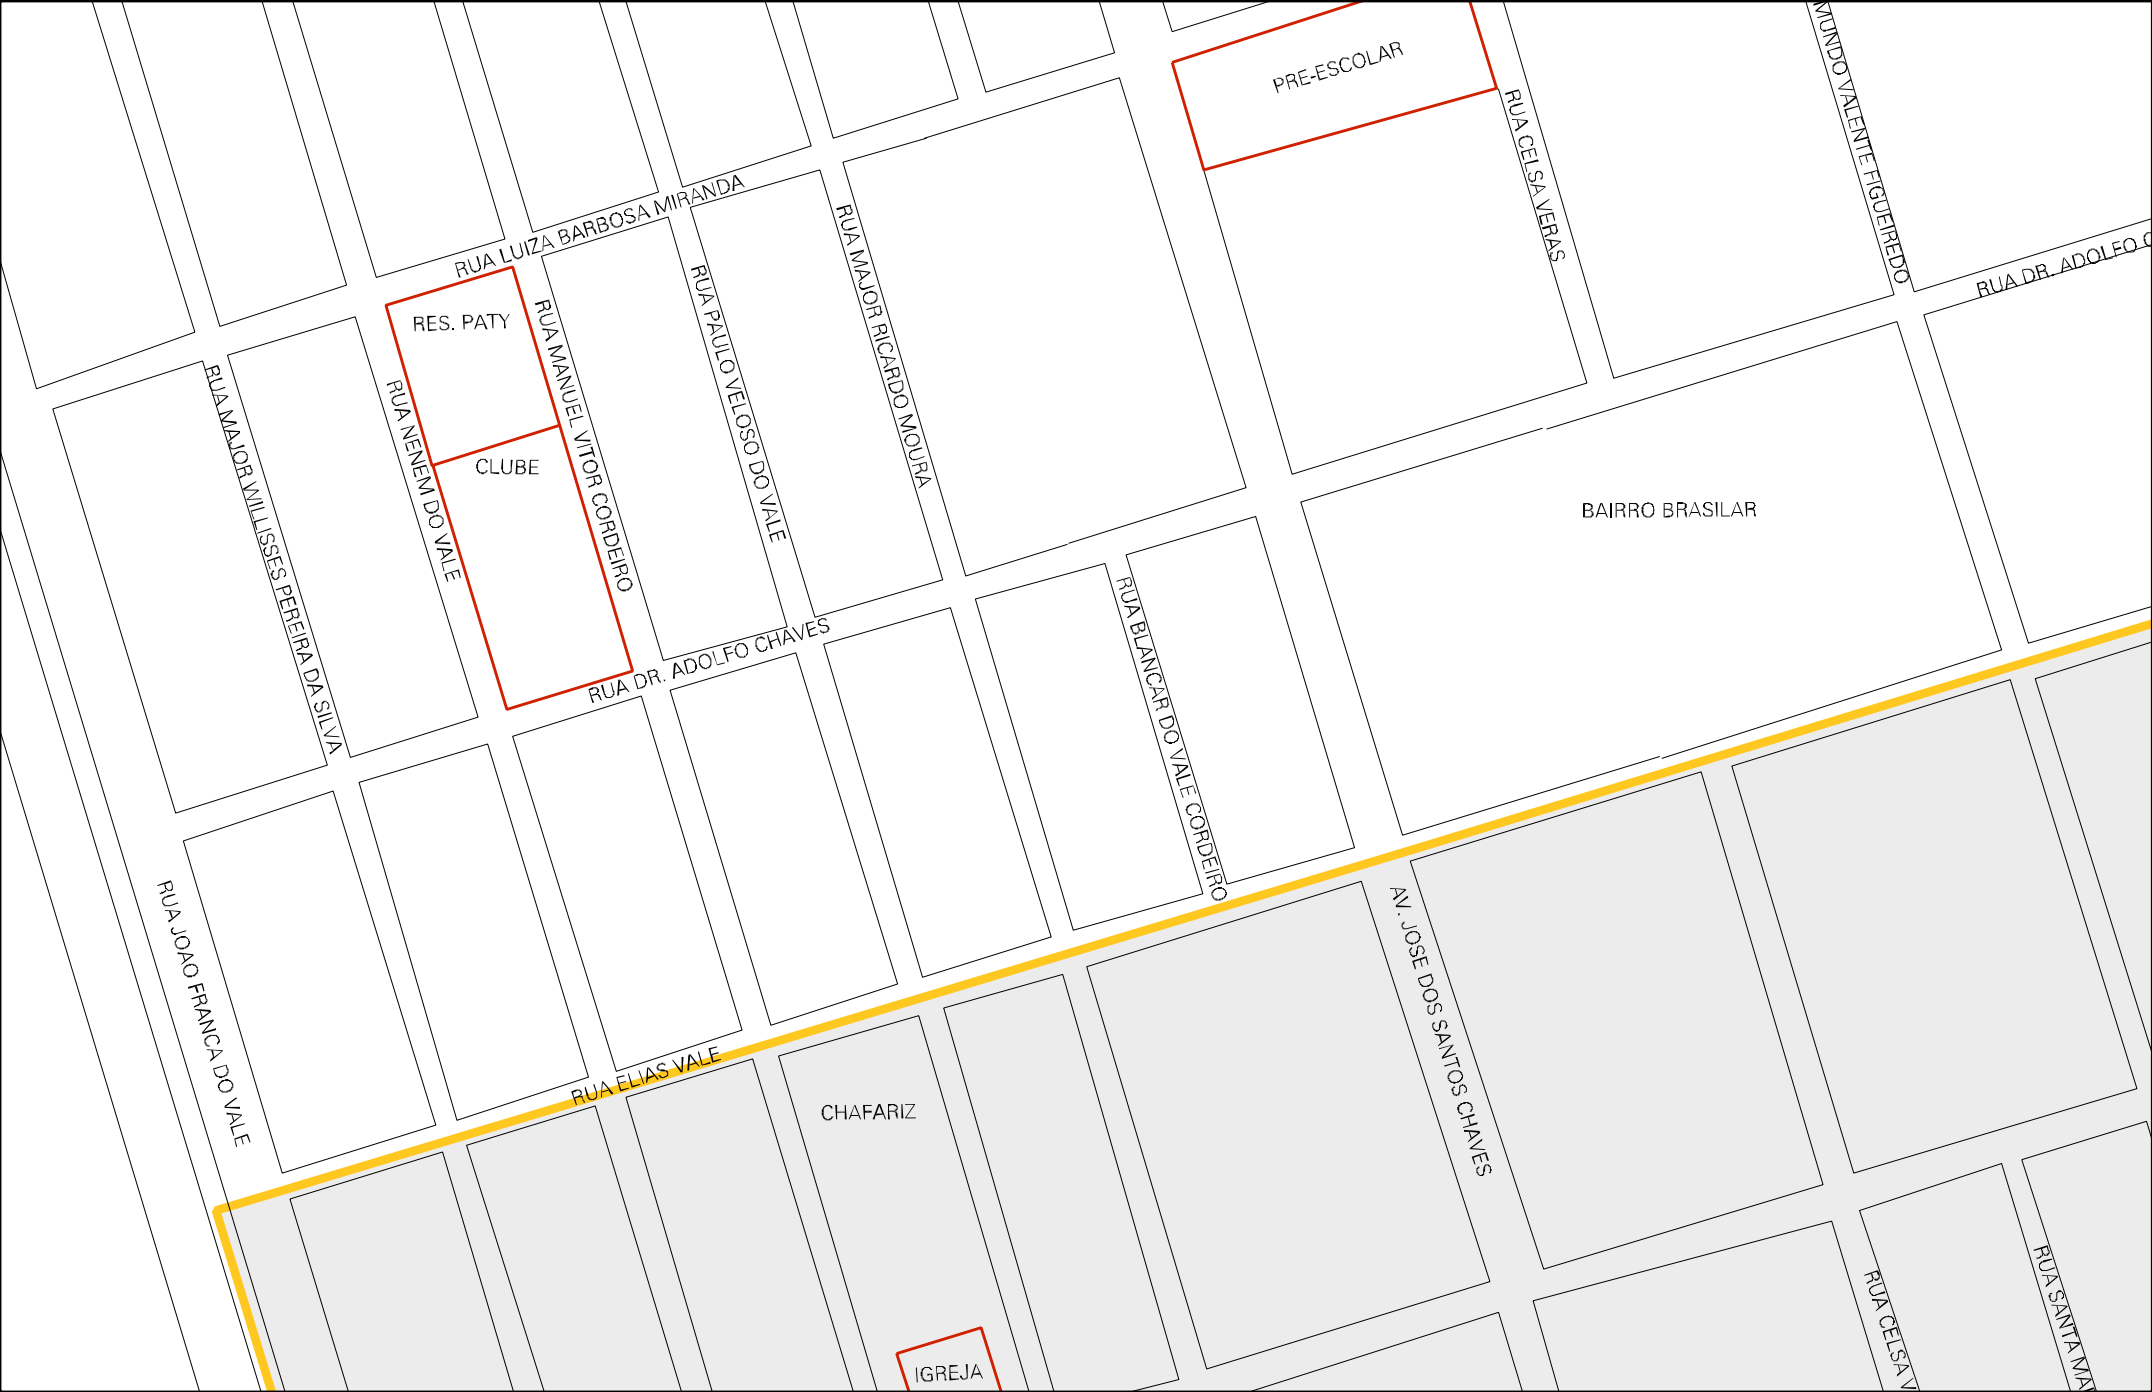 PRE-ESCOLAR
MUNDO VALENTE FIGUEIREDO
RUA CELSA VERAS
RUA LUIZA BARBOSA MIRANDA
RUA DR. ADOLFO C
RES. PATY
RUA MAJOR RICARDO MOURA
RUA PAULO VELOSO DO VALE
RUA MANUEL VITOR CORDEIRO
RUA NENEM DO VALE
RUA MAJOR WILLISSES PEREIRA DA SILVA
CLUBE
BAIRRO BRASILAR
RUA DR. ADOLFO CHAVES
RUA BLANCAR DO VALE CORDEIRO
RUA JOAO FRANCA DO VALE
AV. JOSE DOS SANTOS CHAVES
RUA ELIAS VALE
CHAFARIZ
RUA SANTA MA
RUA CELSA V
IGREJA